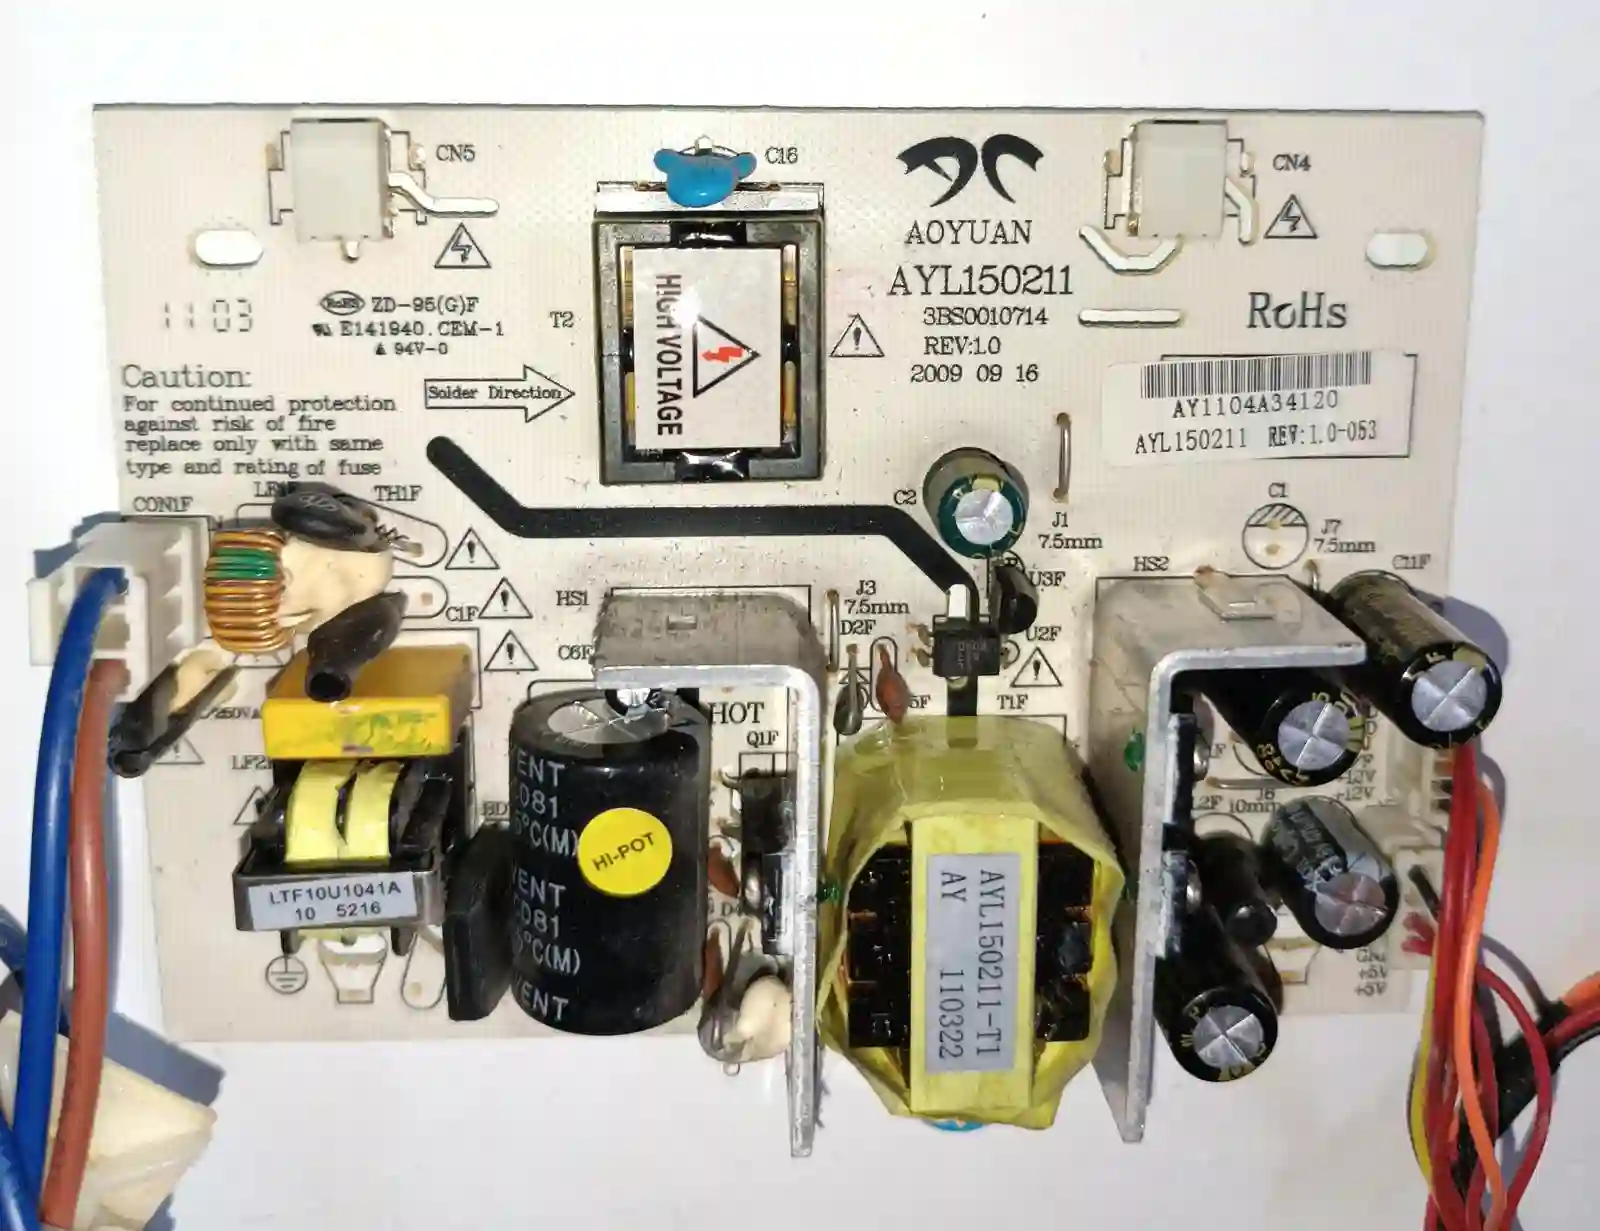 CN5
C16
CN4
AOYUAN
AYL150211
3BS0010714
REV:1.0
2009 09 16
RoHS ZD-95(G)F
E141940.CEM-1
94V-0
1103
T2
HIGH VOLTAGE
RoHs
AY1104A34120
AYL150211 REV:1.0-053
Caution:
For continued protection
against risk of fire
replace only with same
type and rating of fuse
Solder Direction
CON1F
TH1F
C2
J1
7.5mm
C1
J7
7.5mm
C11F
HS2
U3F
C1F
HS1
J3
7.5mm
D2F
U2F
C6F
T1F
HOT
Q1F
J6
10mm
+12V
+12V
HI-POT
LTF10U1041A
10 5216
AYL150211-T1
AY 110322
+5V
+5V